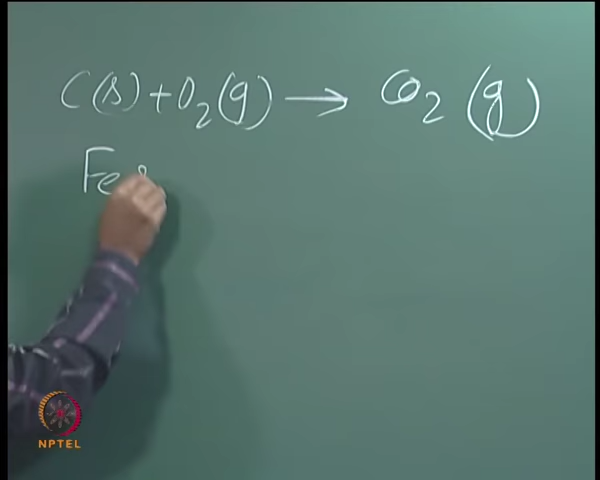 C(s) + O₂(g) → CO₂ (g)
Fe
NPTEL